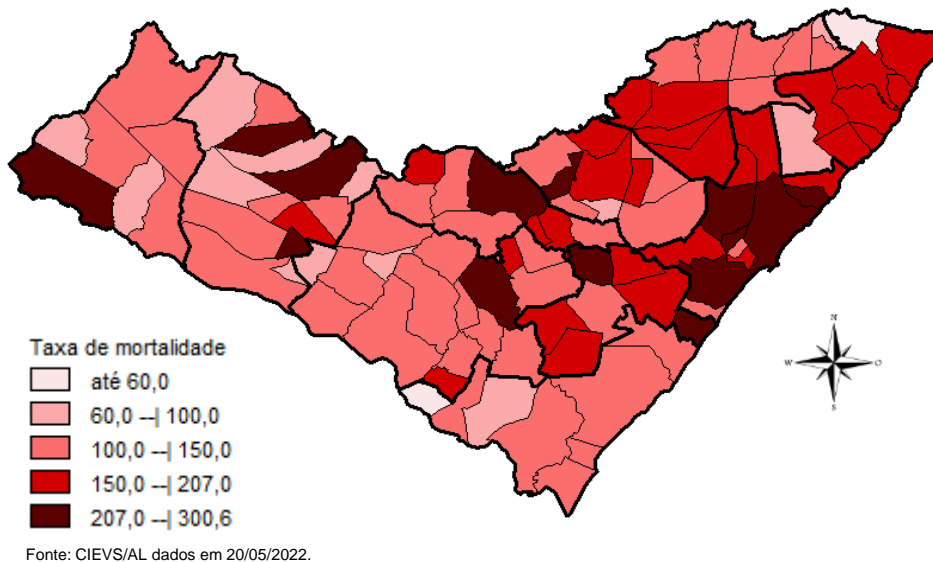 Taxa de mortalidade
até 60,0
60,0 --| 100,0
100,0 --| 150,0
150,0 --| 207,0
207,0 --| 300,6
N
W
O
S
Fonte: CIEVS/AL dados em 20/05/2022.